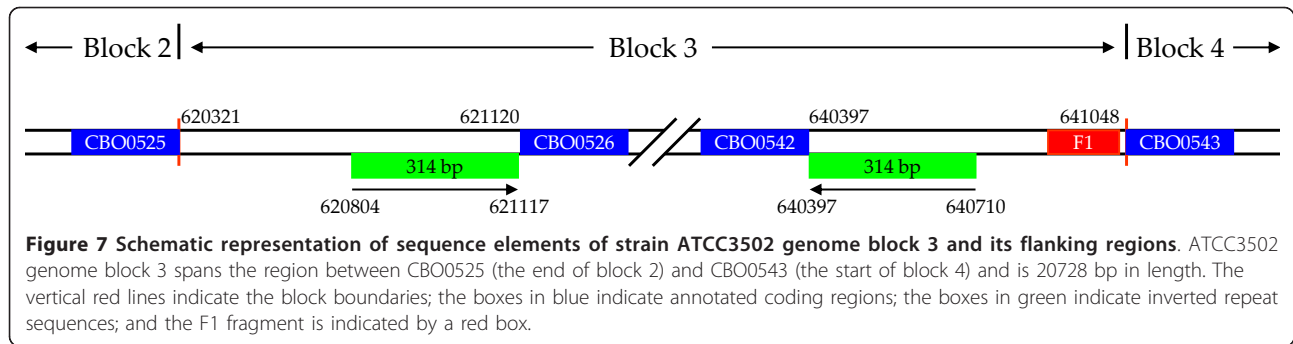 Block 2 Block 3 Block 4
620321 621120 640397 641048
CBO0525 CBO0526 CBO0542 F1 CBO0543
314 bp 314 bp
620804 621117 640397 640710
Figure 7 Schematic representation of sequence elements of strain ATCC3502 genome block 3 and its flanking regions. ATCC3502
genome block 3 spans the region between CBO0525 (the end of block 2) and CBO0543 (the start of block 4) and is 20728 bp in length. The
vertical red lines indicate the block boundaries; the boxes in blue indicate annotated coding regions; the boxes in green indicate inverted repeat
sequences; and the F1 fragment is indicated by a red box.